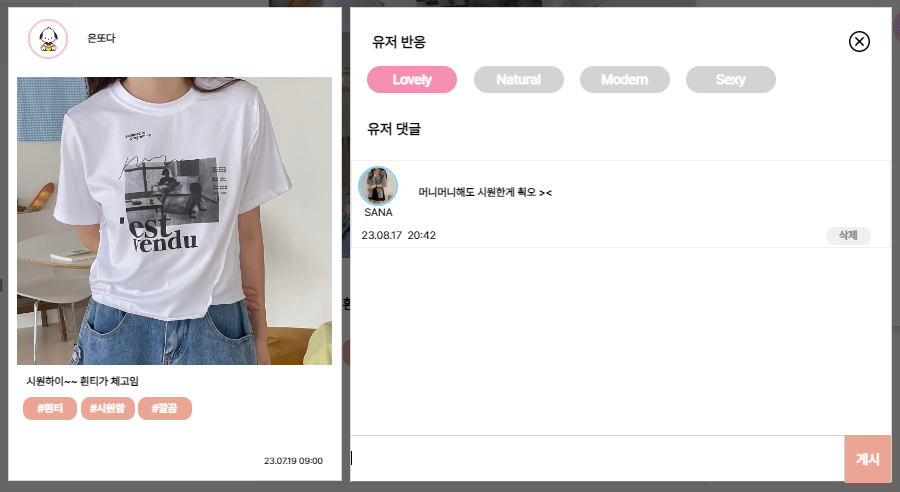 은또다
est
vendu
시원하이~~ 흰티가 체고임
#흰티 #시원함 #깔끔
23.07.19 09:00
유저 반응
Lovely Natural Modern Sexy
유저 댓글
머니머니해도 시원한게 쵝오 ><
SANA
23.08.17 20:42
삭제
게시